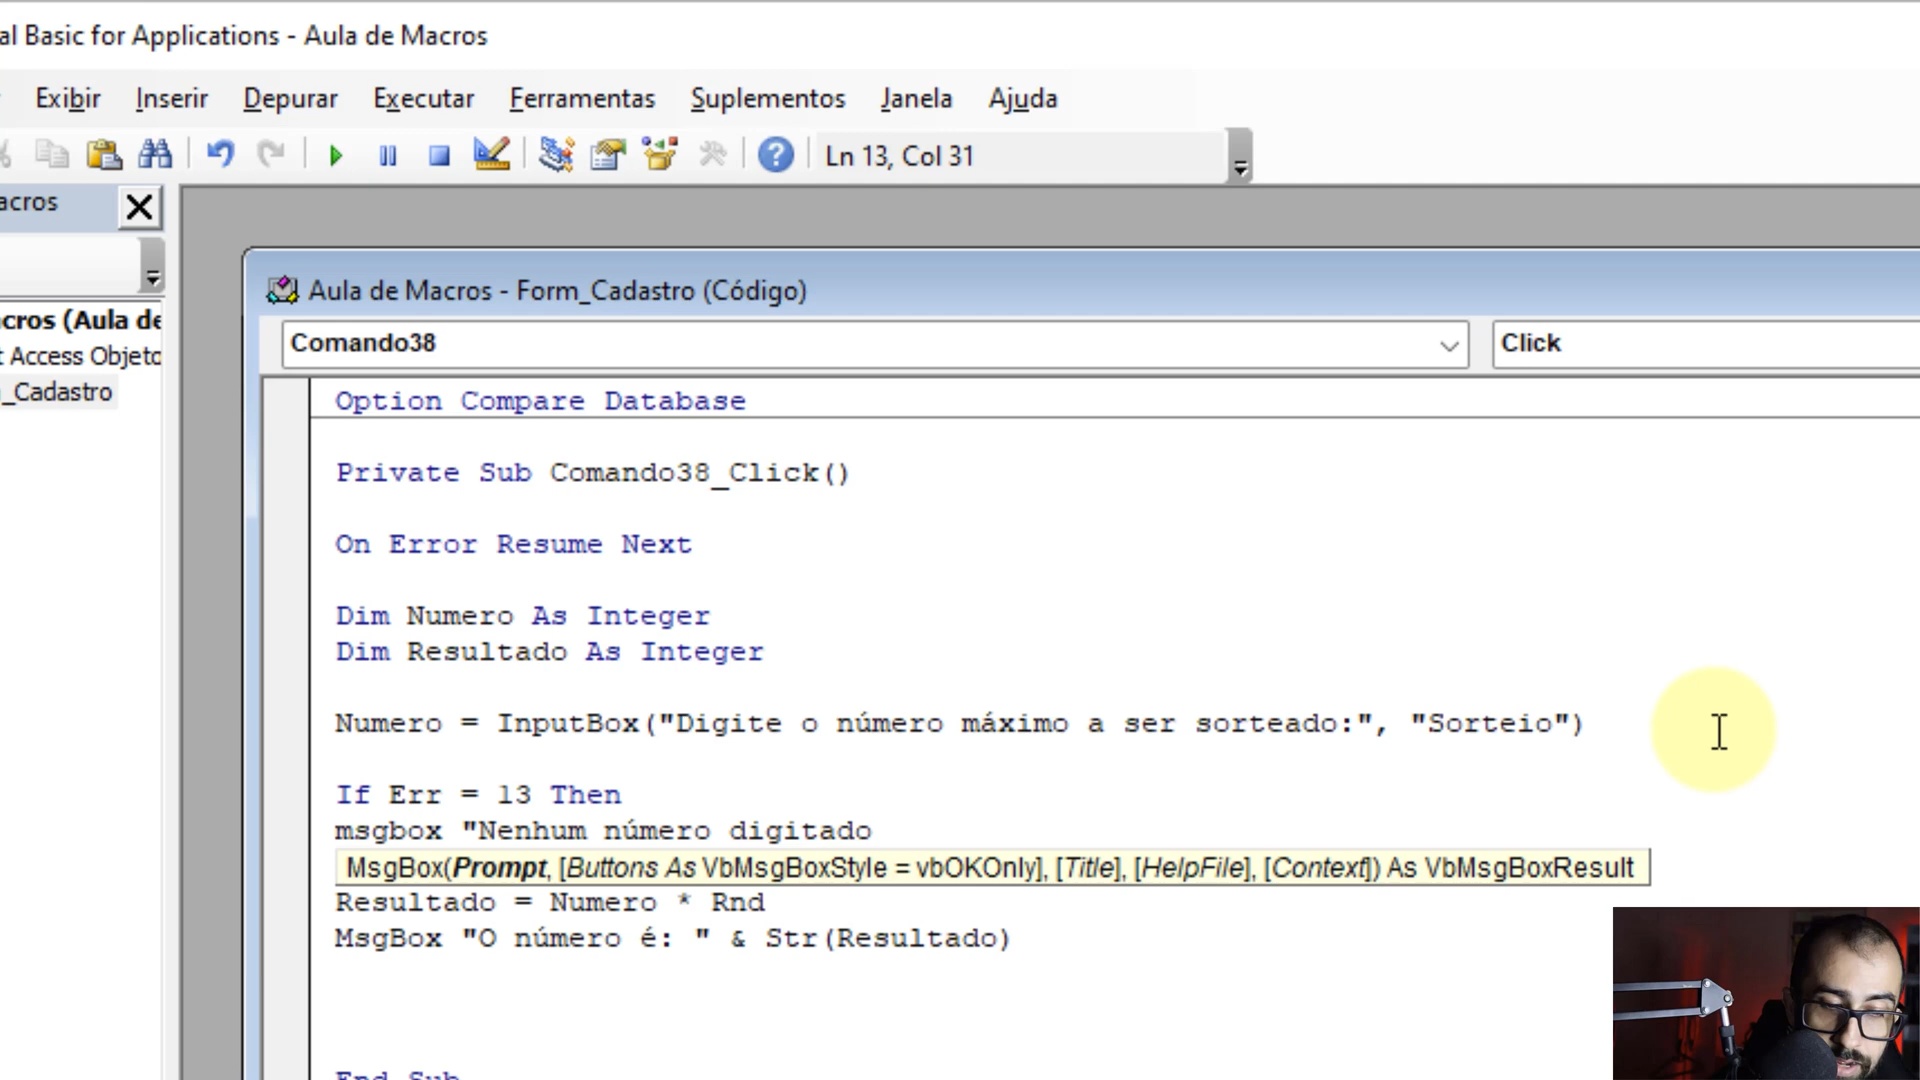 al Basic for Applications - Aula de Macros
Exibir Inserir Depurar Executar Ferramentas Suplementos Janela Ajuda
Ln 13, Col 31
acros
cros (Aula de
t Access Objeto
_Cadastro
Aula de Macros - Form_Cadastro (Código)
Comando38
Click
Option Compare Database
Private Sub Comando38_Click()
On Error Resume Next
Dim Numero As Integer
Dim Resultado As Integer
Numero = InputBox("Digite o número máximo a ser sorteado:", "Sorteio")
If Err = 13 Then
msgbox "Nenhum número digitado
MsgBox(Prompt, [Buttons As VbMsgBoxStyle = vbOKOnly], [Title], [HelpFile], [Context]) As VbMsgBoxResult
Resultado = Numero * Rnd
MsgBox "O número é: " & Str(Resultado)
End Sub